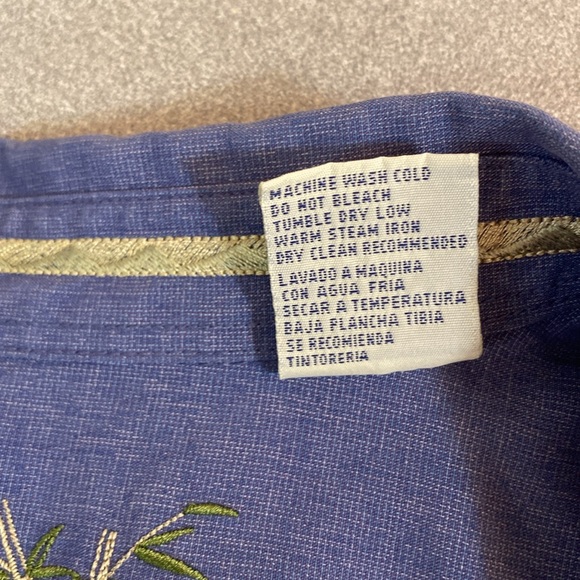 MACHINE WASH COLD
DO NOT BLEACH
TUMBLE DRY LOW
WARM STEAM IRON
DRY CLEAN RECOMMENDED
LAVADO A MAQUINA
CON AGUA FRIA
SECAR A TEMPERATURA
BAJA PLANCHA TIBIA
SE RECOMIENDA
TINTORERIA